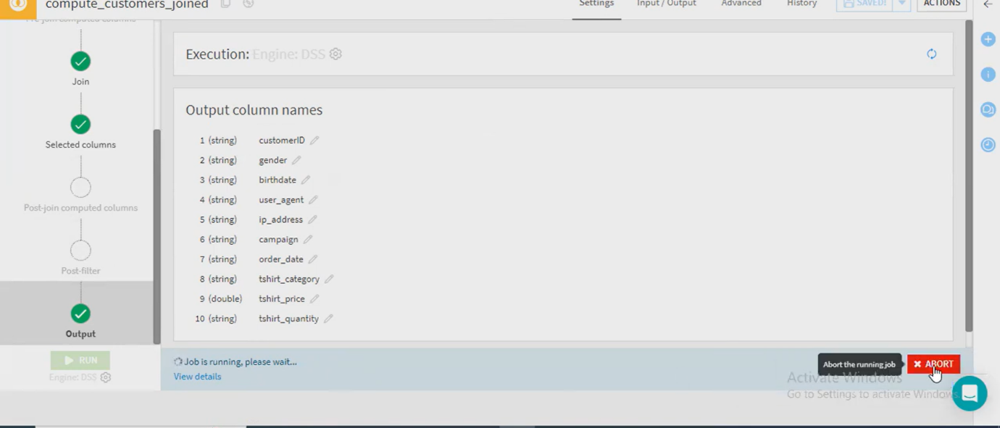 compute_customers_joined
Settings
Input / Output
Advanced
History
SAVED!
ACTIONS
Pre-join computed columns
Join
Selected columns
Post-join computed columns
Post-filter
Output
RUN
Engine: DSS
Execution: Engine: DSS
Output column names
1 (string) customerID
2 (string) gender
3 (string) birthdate
4 (string) user_agent
5 (string) ip_address
6 (string) campaign
7 (string) order_date
8 (string) tshirt_category
9 (double) tshirt_price
10 (string) tshirt_quantity
Job is running, please wait...
View details
Abort the running job
ABORT
Activate Windows
Go to Settings to activate Windows.